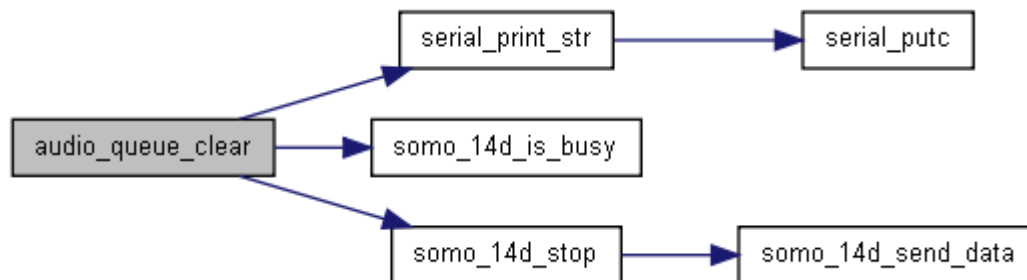 serial_print_str
serial_putc
audio_queue_clear
somo_14d_is_busy
somo_14d_stop
somo_14d_send_data